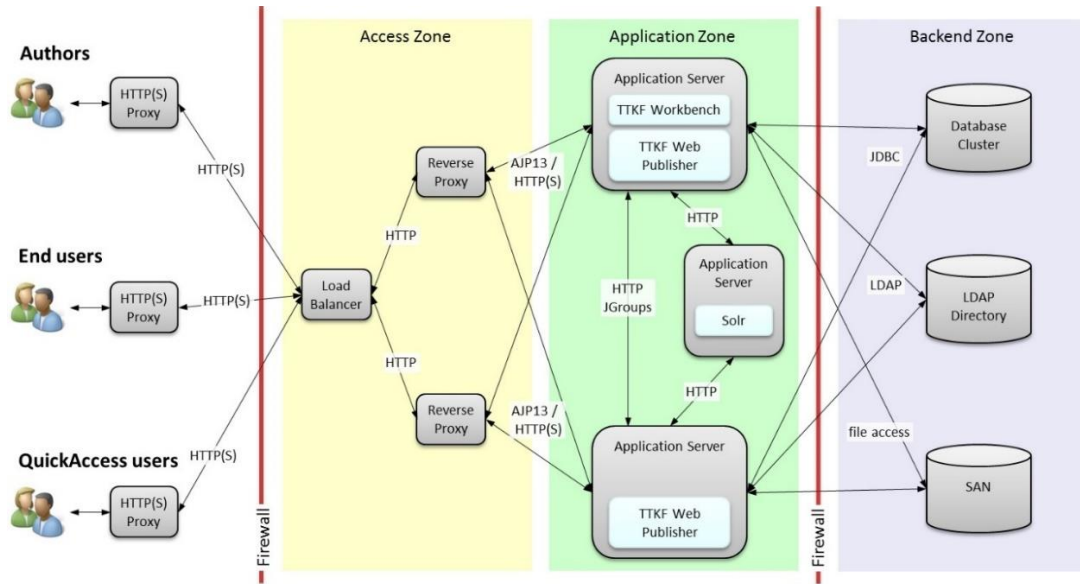 Access Zone
Application Zone
Backend Zone
Authors
HTTP(S)
Proxy
HTTP(S)
End users
HTTP(S)
Proxy
HTTP(S)
QuickAccess users
HTTP(S)
HTTP(S)
Proxy
Firewall
Load
Balancer
HTTP
HTTP
Reverse
Proxy
Reverse
Proxy
AJP13 /
HTTP(S)
AJP13 /
HTTP(S)
Application Server
TTKF Workbench
TTKF Web
Publisher
HTTP
HTTP
JGroups
Application
Server
Solr
HTTP
Application Server
TTKF Web
Publisher
Firewall
JDBC
LDAP
file access
Database
Cluster
LDAP
Directory
SAN